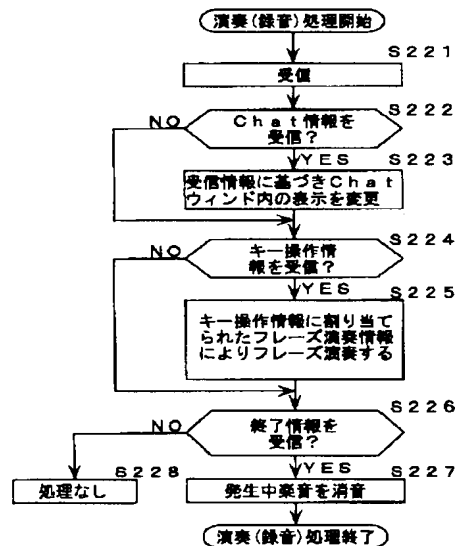 演奏(録音)処理開始
S221
受信
S222
NO
Chat情報を
受信?
YES
S223
受信情報に基づきChat
ウィンド内の表示を変更
S224
キー操作情
報を受信?
NO
YES
S225
キー操作情報に割り当て
られたフレーズ演奏情報
によりフレーズ演奏する
S226
NO
終了情報を
受信?
S228
YES
S227
処理なし
発生中楽音を消音
演奏(録音)処理終了